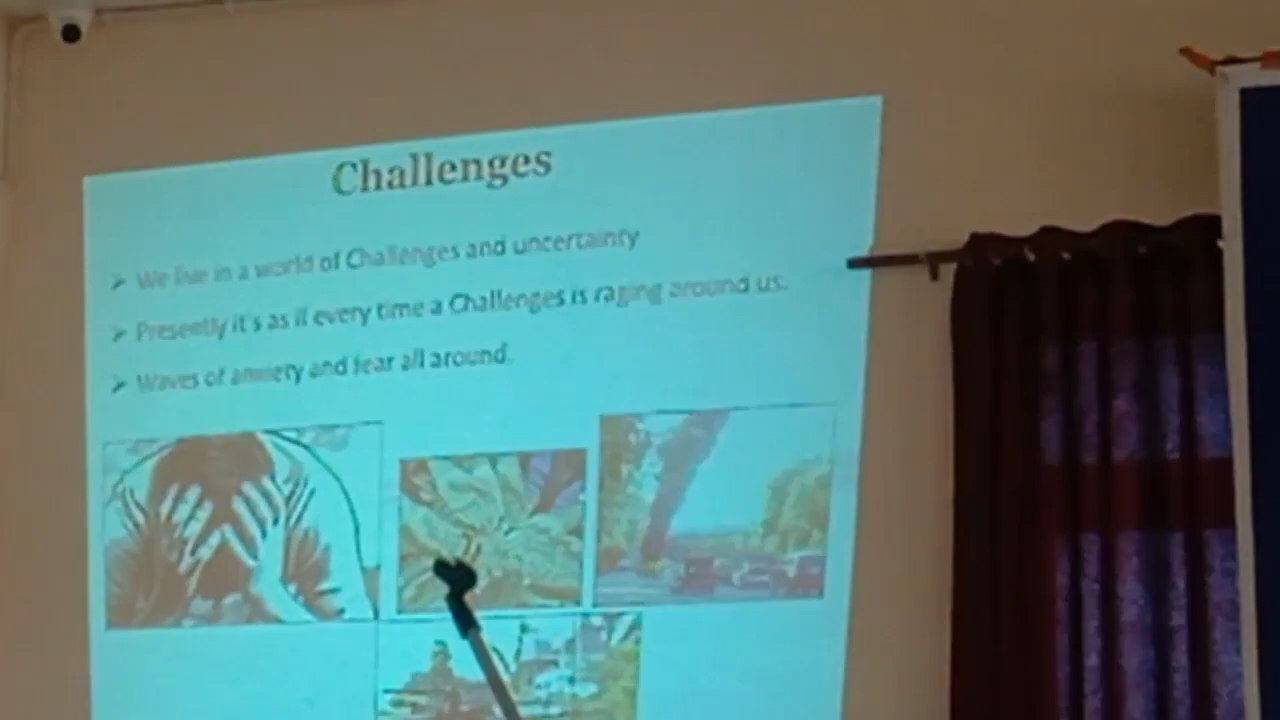 Challenges
We live in a world of Challenges and uncertainty
Presently it's as if every time a Challenges is raging around us.
Waves of anxiety and fear all around.